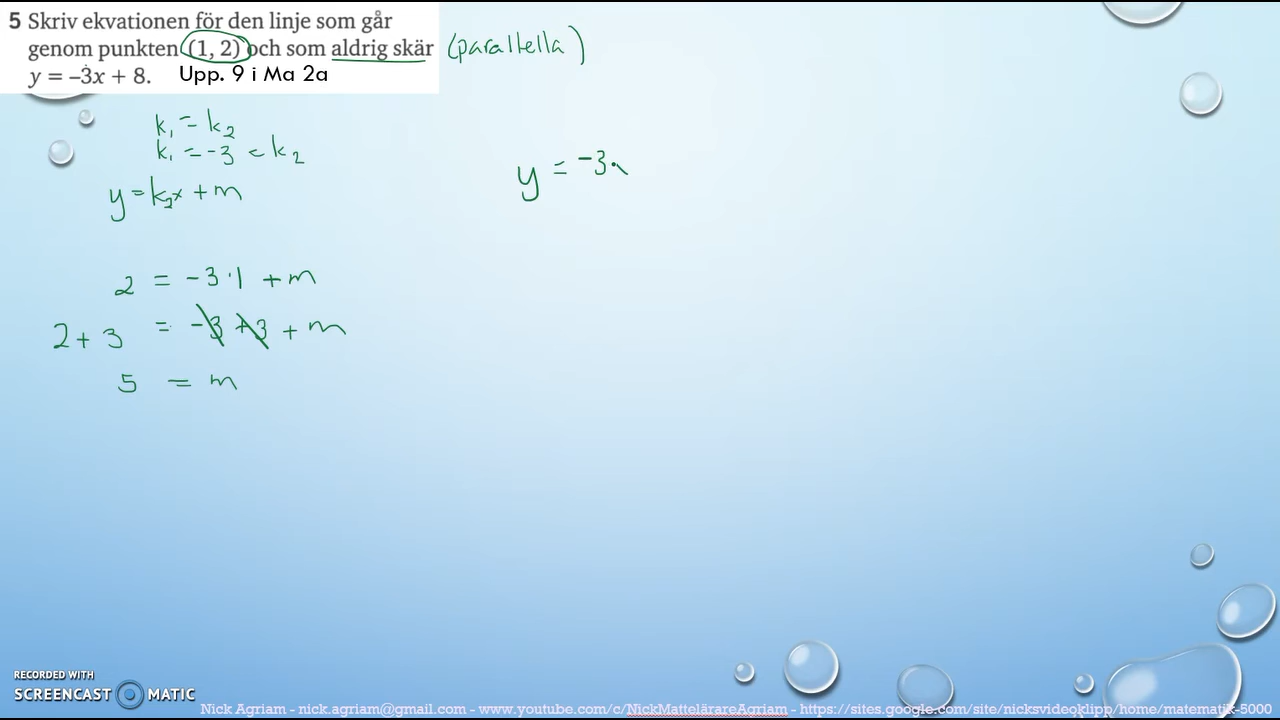 5 Skriv ekvationen för den linje som går
genom punkten (1, 2) och som aldrig skär
y = –3x + 8. Upp. 9 i Ma 2a
(parallella)
k₁ = k₂
k₁ = -3 = k₂
y = k₂x + m
2 = -3·1 + m
2 + 3 = -3 + 3 + m
5 = m
y = -3x
RECORDED WITH
SCREENCAST MATIC
Nick Agriam - nick.agriam@gmail.com - www.youtube.com/c/NickMattelärareAgriam - https://sites.google.com/site/nicksvideoklipp/home/matematik-5000